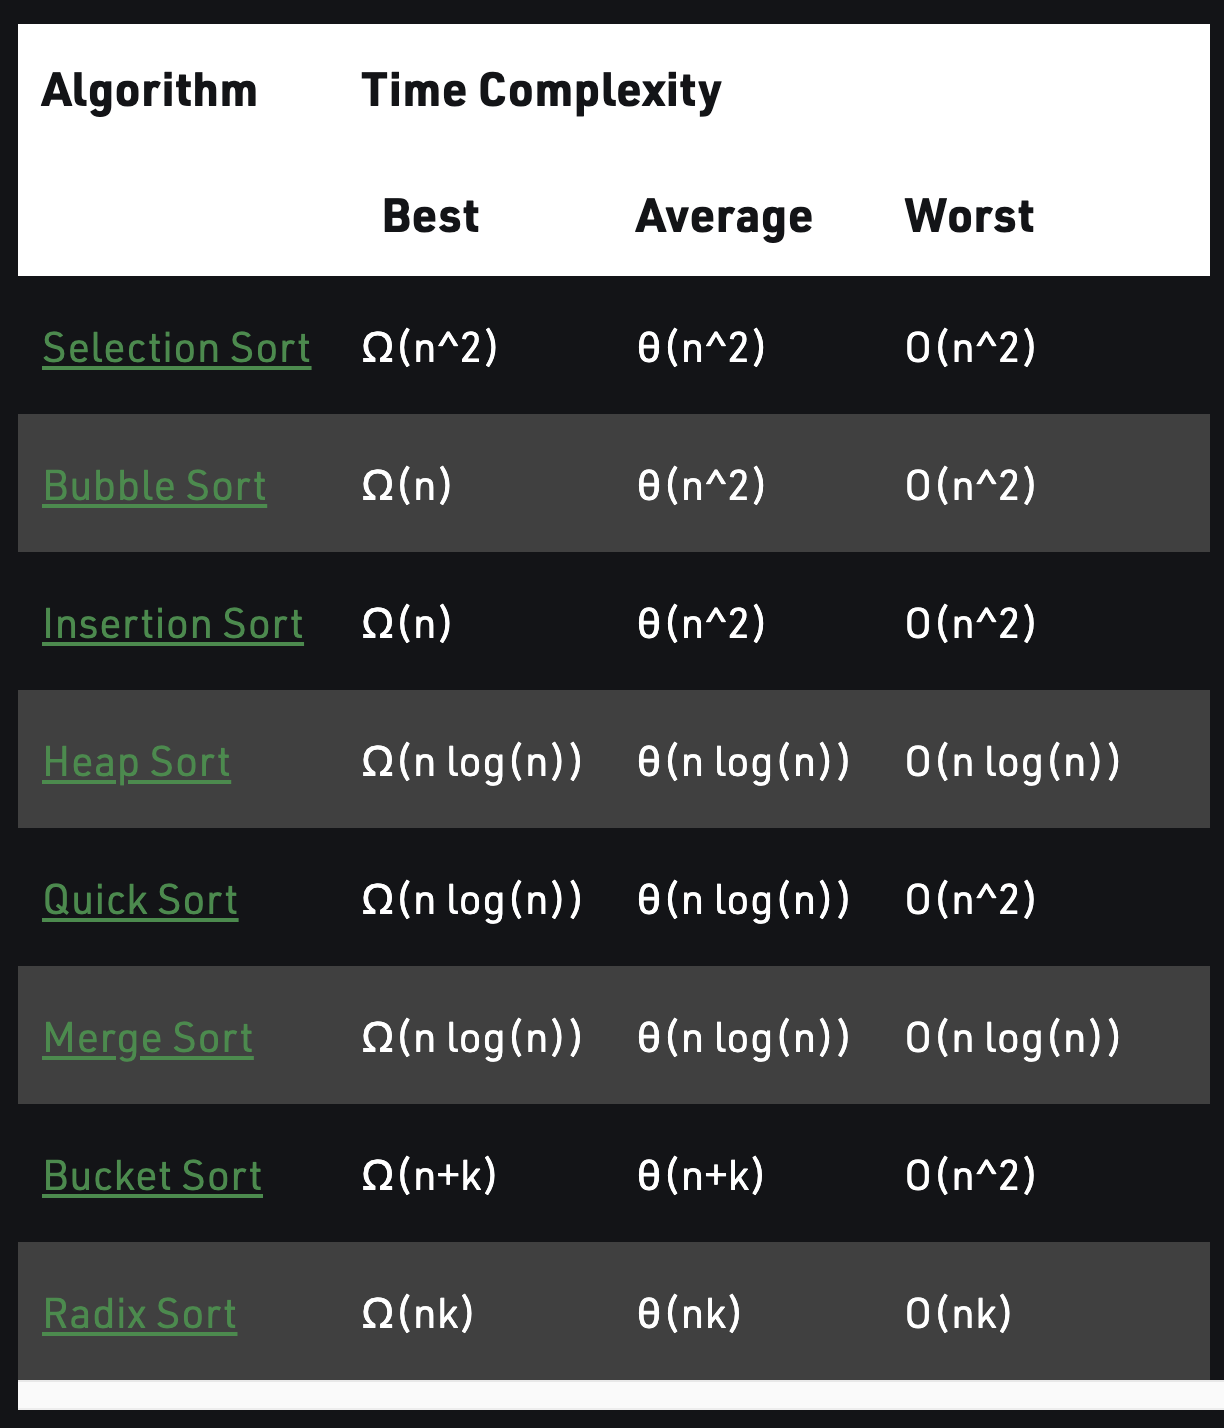 Algorithm Time Complexity
Best Average Worst
Selection Sort Ω(n^2) θ(n^2) O(n^2)
Bubble Sort Ω(n) θ(n^2) O(n^2)
Insertion Sort Ω(n) θ(n^2) O(n^2)
Heap Sort Ω(n log(n)) θ(n log(n)) O(n log(n))
Quick Sort Ω(n log(n)) θ(n log(n)) O(n^2)
Merge Sort Ω(n log(n)) θ(n log(n)) O(n log(n))
Bucket Sort Ω(n+k) θ(n+k) O(n^2)
Radix Sort Ω(nk) θ(nk) O(nk)